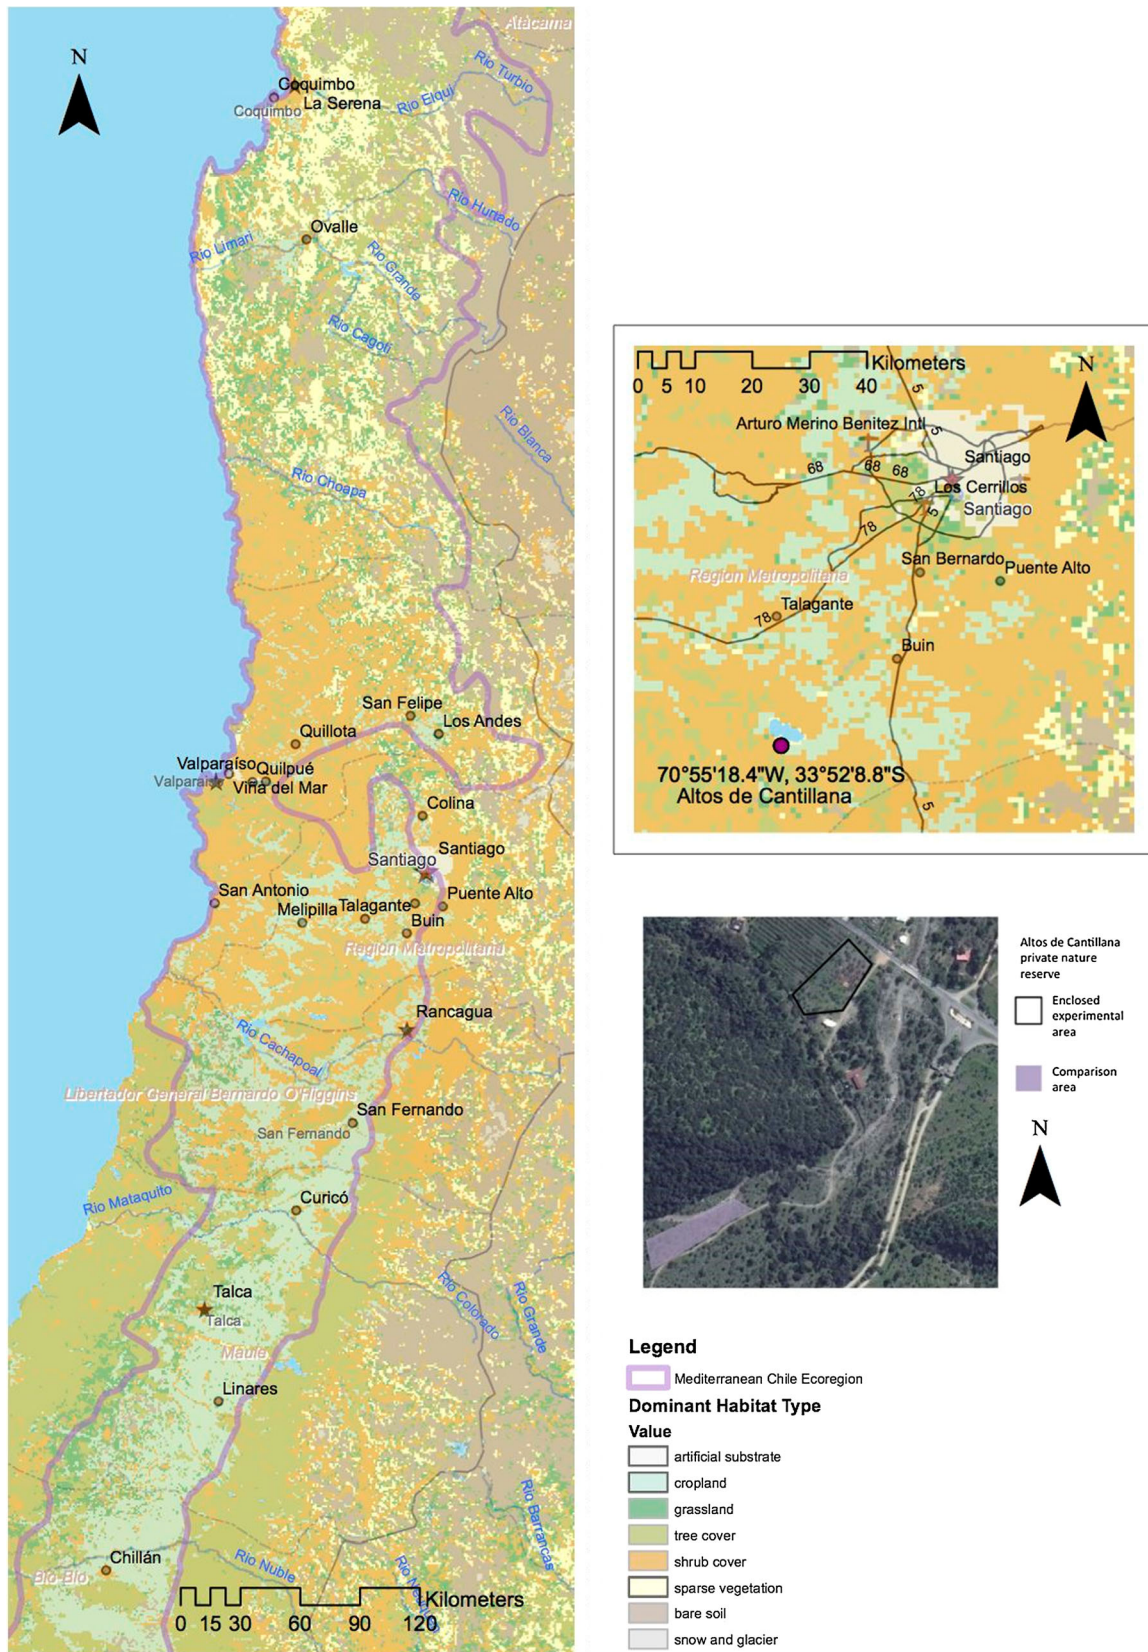 Atacama
N
Rio Turbio
Coquimbo
La Serena
Coquimbo
Rio Elqui
Rio Hurtado
Ovalle
Rio Limari
Rio Grande
Rio Cagoti
Rio Blanca
Rio Choapa
San Felipe
Los Andes
Quillota
Valparaíso
Quilpué
Valparaíso
Viña del Mar
Colina
Santiago
Santiago
San Antonio
Puente Alto
Melipilla
Talagante
Buin
Region Metropolitana
Rancagua
Rio Cachapoal
Libertador General Bernardo O'Higgins
San Fernando
San Fernando
Rio Mataquito
Curicó
Rio Colorado
Rio Grande
Talca
Talca
Maule
Linares
Rio Barrancas
Chillán
Bio-Bio
Rio Nuble
Kilometers
0 15 30 60 90 120
Kilometers
0 5 10 20 30 40
N
5
Arturo Merino Benitez Intl
5
Santiago
68
68
68
Los Cerrillos
78
5
Santiago
78
San Bernardo
Puente Alto
Region Metropolitana
Talagante
78
Buin
70°55'18.4"W, 33°52'8.8"S
Altos de Cantillana
5
Altos de Cantillana
private nature
reserve
Enclosed
experimental
area
Comparison
area
N
Legend
Mediterranean Chile Ecoregion
Dominant Habitat Type
Value
artificial substrate
cropland
grassland
tree cover
shrub cover
sparse vegetation
bare soil
snow and glacier